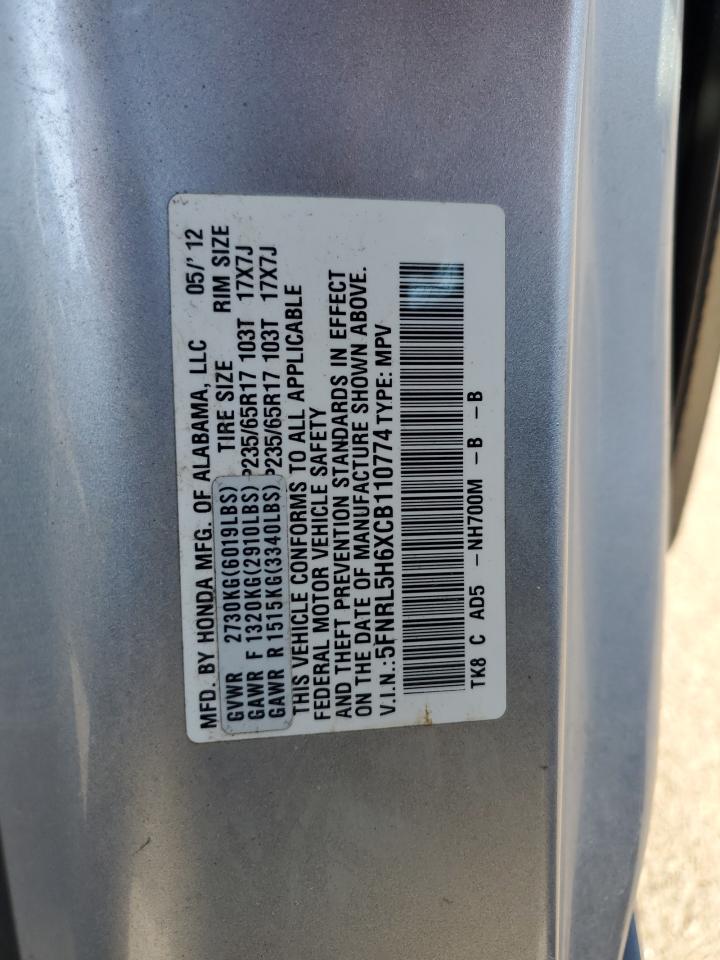 MFD. BY HONDA MFG. OF ALABAMA, LLC 05/'12
TIRE SIZE RIM SIZE
GVWR 2730KG(6019LBS)
GAWR F 1320KG(2910LBS) P235/65R17 103T 17X7J
GAWR R 1515KG(3340LBS) P235/65R17 103T 17X7J
THIS VEHICLE CONFORMS TO ALL APPLICABLE
FEDERAL MOTOR VEHICLE SAFETY
AND THEFT PREVENTION STANDARDS IN EFFECT
ON THE DATE OF MANUFACTURE SHOWN ABOVE.
V.I.N.:5FNRL5H6XCB110774 TYPE: MPV
TK8 C AD5 -NH700M -B -B